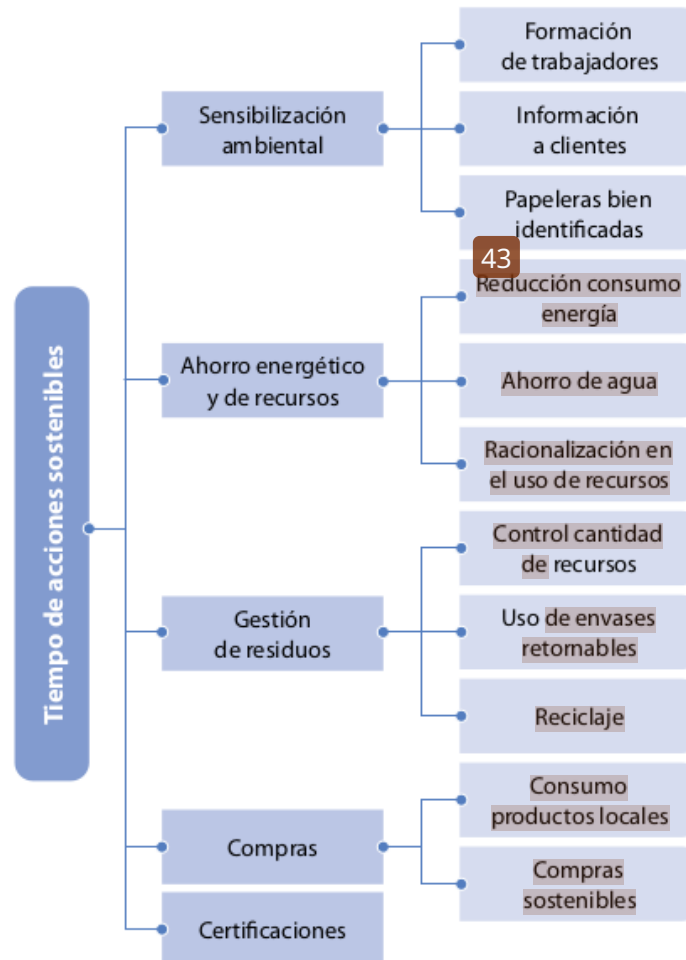 Tiempo de acciones sostenibles
Sensibilización
ambiental
Formación
de trabajadores
Información
a clientes
Papeleras bien
identificadas
43
Ahorro energético
y de recursos
Reducción consumo
energía
Ahorro de agua
Racionalización en
el uso de recursos
Gestión
de residuos
Control cantidad
de recursos
Uso de envases
retornables
Reciclaje
Compras
Consumo
productos locales
Compras
sostenibles
Certificaciones